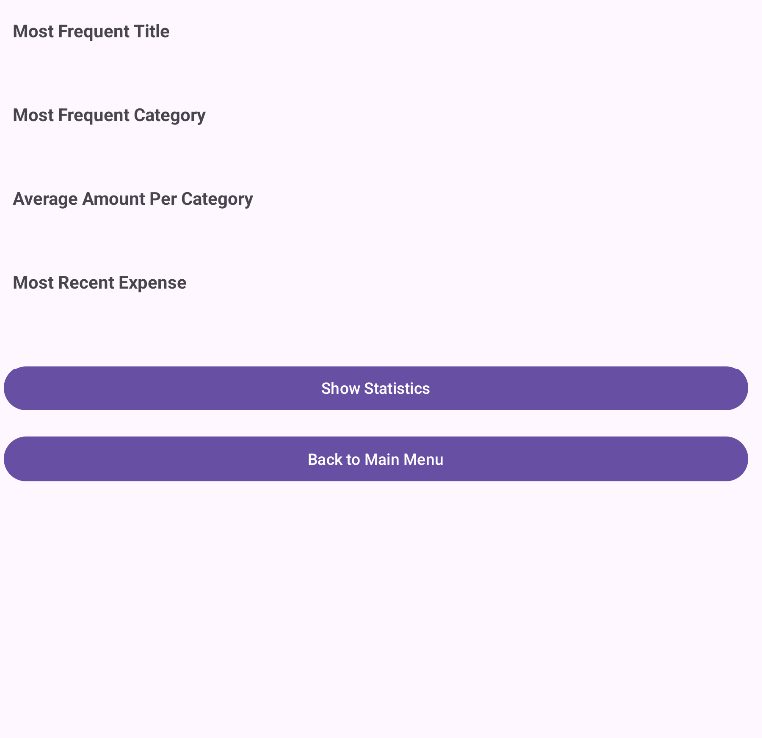 Most Frequent Title
Most Frequent Category
Average Amount Per Category
Most Recent Expense
Show Statistics
Back to Main Menu